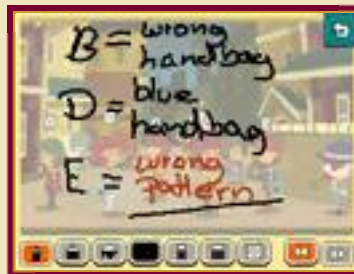 B = wrong
handbag
D = blue
handbag
E = wrong
pattern